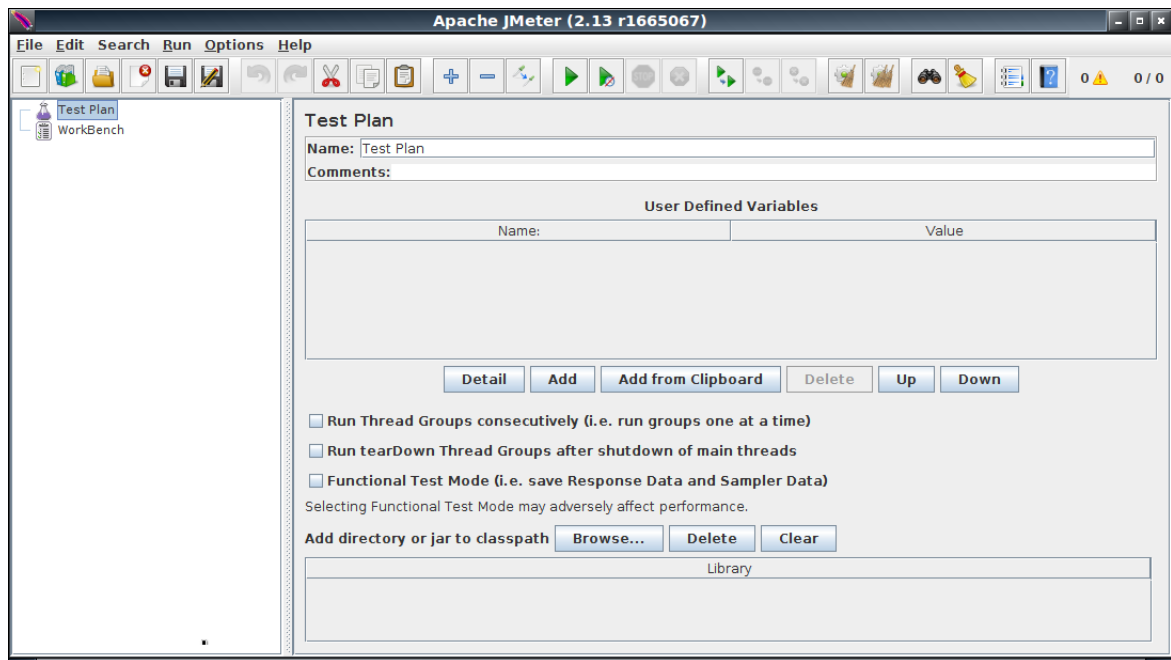 Apache JMeter (2.13 r1665067)
File Edit Search Run Options Help
STOP
?
0 0 / 0
Test Plan
WorkBench
Test Plan
Name: Test Plan
Comments:
User Defined Variables
Name: Value
Detail Add Add from Clipboard Delete Up Down
Run Thread Groups consecutively (i.e. run groups one at a time)
Run tearDown Thread Groups after shutdown of main threads
Functional Test Mode (i.e. save Response Data and Sampler Data)
Selecting Functional Test Mode may adversely affect performance.
Add directory or jar to classpath Browse... Delete Clear
Library